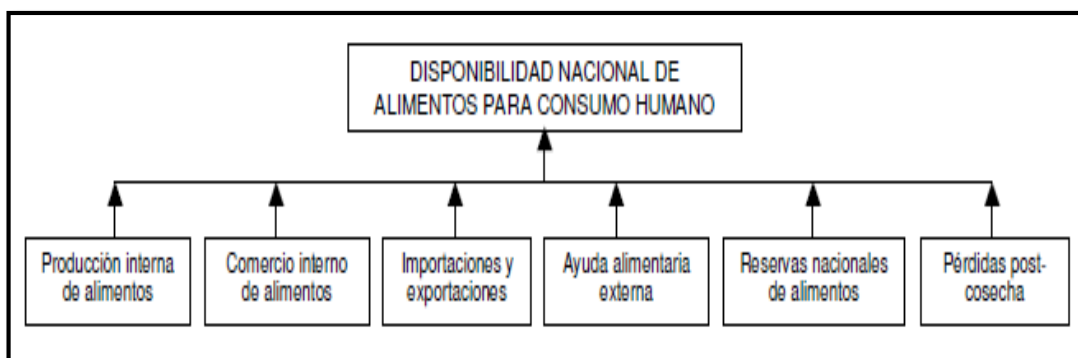 DISPONIBILIDAD NACIONAL DE
ALIMENTOS PARA CONSUMO HUMANO
Producción interna
de alimentos
Comercio interno
de alimentos
Importaciones y
exportaciones
Ayuda alimentaria
externa
Reservas nacionales
de alimentos
Pérdidas post-
cosecha